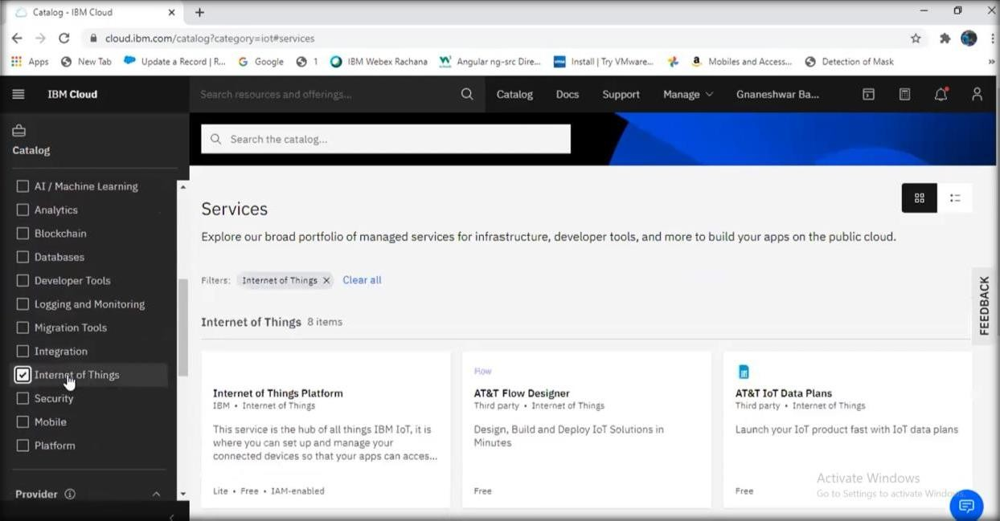 Catalog - IBM Cloud
cloud.ibm.com/catalog?category=iot#services
Apps New Tab Update a Record | R... Google 1 IBM Webex Rachana Angular ng-src Dire... Install | Try VMware... Mobiles and Access... Detection of Mask
IBM Cloud
Search resources and offerings...
Catalog Docs Support Manage Gnaneshwar Ba...
Catalog
Search the catalog...
AI / Machine Learning
Analytics
Blockchain
Databases
Developer Tools
Logging and Monitoring
Migration Tools
Integration
Internet of Things
Security
Mobile
Platform
Provider
Services
Explore our broad portfolio of managed services for infrastructure, developer tools, and more to build your apps on the public cloud.
Filters: Internet of Things Clear all
FEEDBACK
Internet of Things 8 items
Internet of Things Platform
IBM • Internet of Things
This service is the hub of all things IBM IoT, it is
where you can set up and manage your
connected devices so that your apps can acces...
Lite • Free • IAM-enabled
Flow
AT&T Flow Designer
Third party • Internet of Things
Design, Build and Deploy IoT Solutions in
Minutes
Free
AT&T IoT Data Plans
Third party • Internet of Things
Launch your IoT product fast with IoT data plans
Free
Activate Windows
Go to Settings to activate Windows.